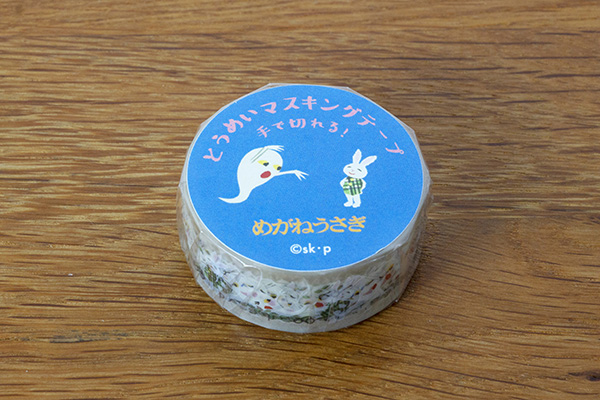 とうめいマスキングテープ
手で切れる!
めがねうさぎ
©sk・p